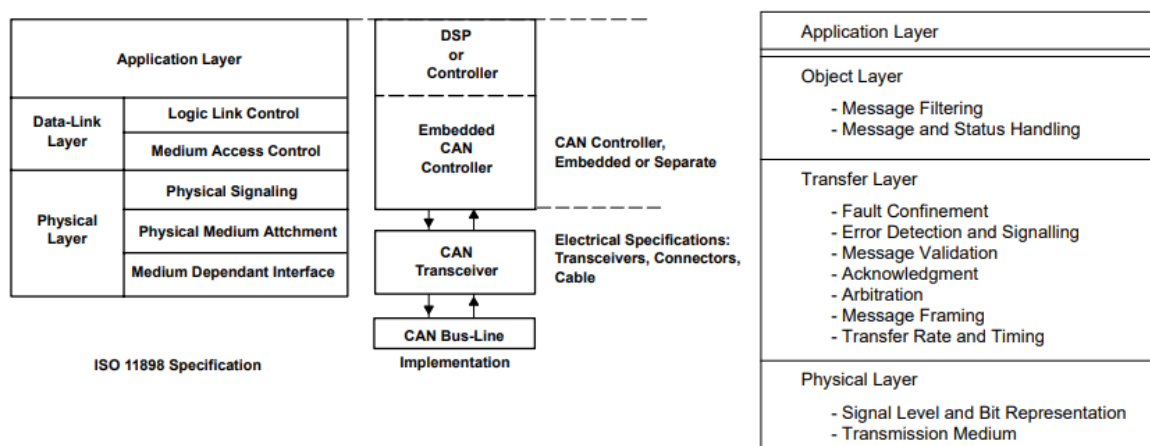 Application Layer
Data-Link
Layer
Logic Link Control
Medium Access Control
Physical
Layer
Physical Signaling
Physical Medium Attchment
Medium Dependant Interface
ISO 11898 Specification
DSP
or
Controller
Embedded
CAN
Controller
CAN
Transceiver
CAN Bus-Line
Implementation
CAN Controller,
Embedded or Separate
Electrical Specifications:
Transceivers, Connectors,
Cable
Application Layer
Object Layer
- Message Filtering
- Message and Status Handling
Transfer Layer
- Fault Confinement
- Error Detection and Signalling
- Message Validation
- Acknowledgment
- Arbitration
- Message Framing
- Transfer Rate and Timing
Physical Layer
- Signal Level and Bit Representation
- Transmission Medium